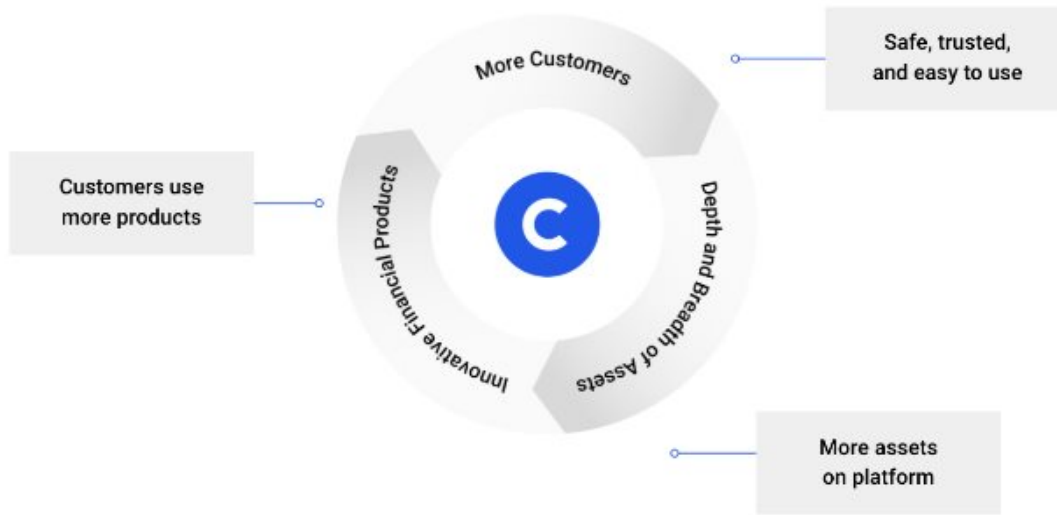 More Customers
Safe, trusted,
and easy to use
Customers use
more products
Innovative Financial Products
Depth and Breadth of Assets
More assets
on platform